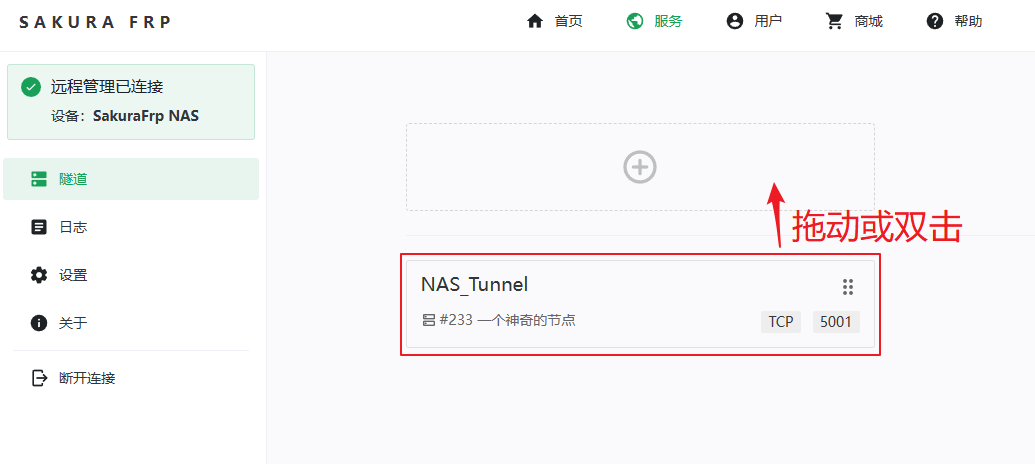 SAKURA FRP
首页
服务
用户
商城
帮助
远程管理已连接
设备：SakuraFrp NAS
隧道
日志
设置
关于
断开连接
拖动或双击
NAS_Tunnel
#233 一个神奇的节点
TCP
5001